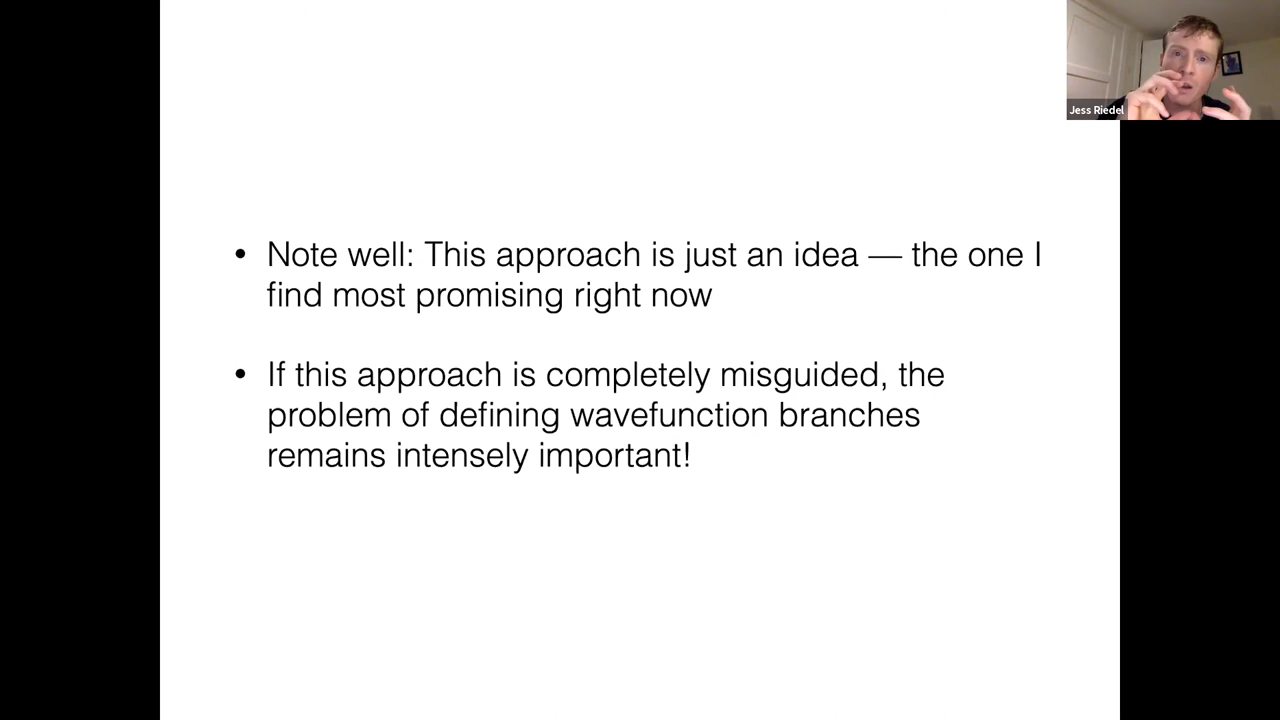 Jess Riedel
• Note well: This approach is just an idea — the one I
find most promising right now
• If this approach is completely misguided, the
problem of defining wavefunction branches
remains intensely important!